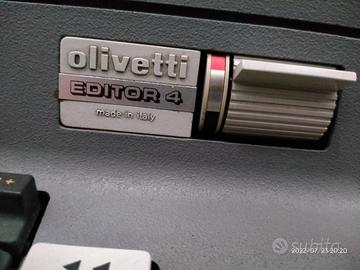 olivetti
EDITOR 4
made in italy
2022/07/23 20:20
subito